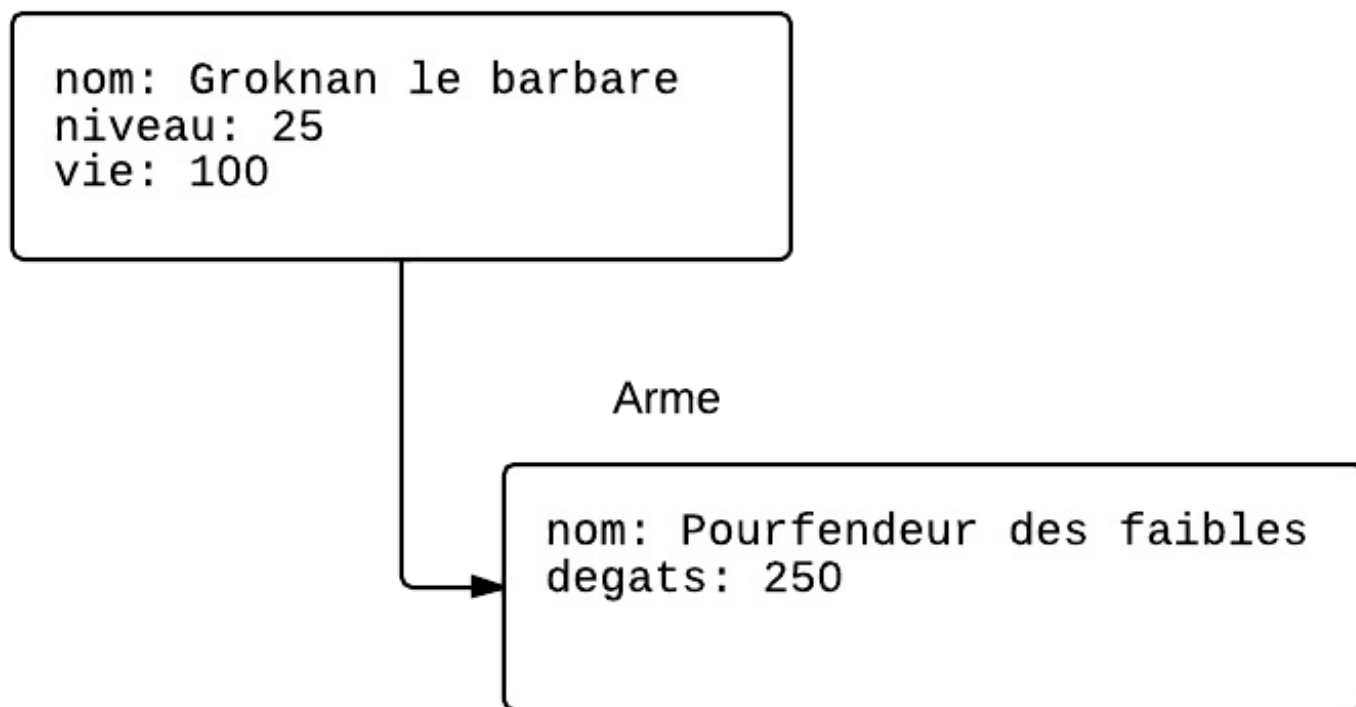 nom: Groknan le barbare
niveau: 25
vie: 100
Arme
nom: Pourfendeur des faibles
degats: 250